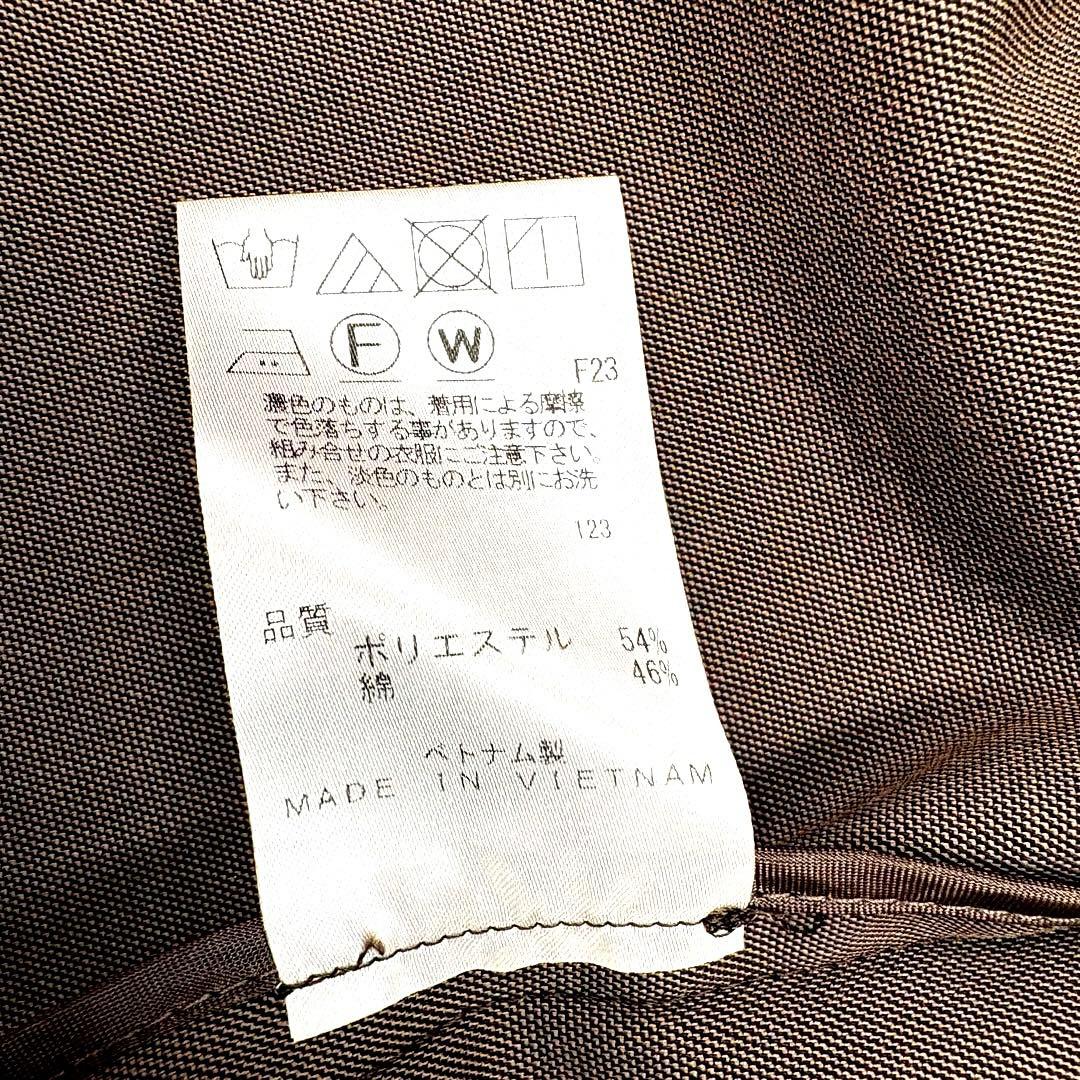 F W
F23
濃色のものは、着用による摩擦
で色落ちする事がありますので、
組み合せの衣服にご注意下さい。
また、淡色のものとは別にお洗
い下さい。
123
品質
ポリエステル 54%
綿 46%
ベトナム製
MADE IN VIETNAM